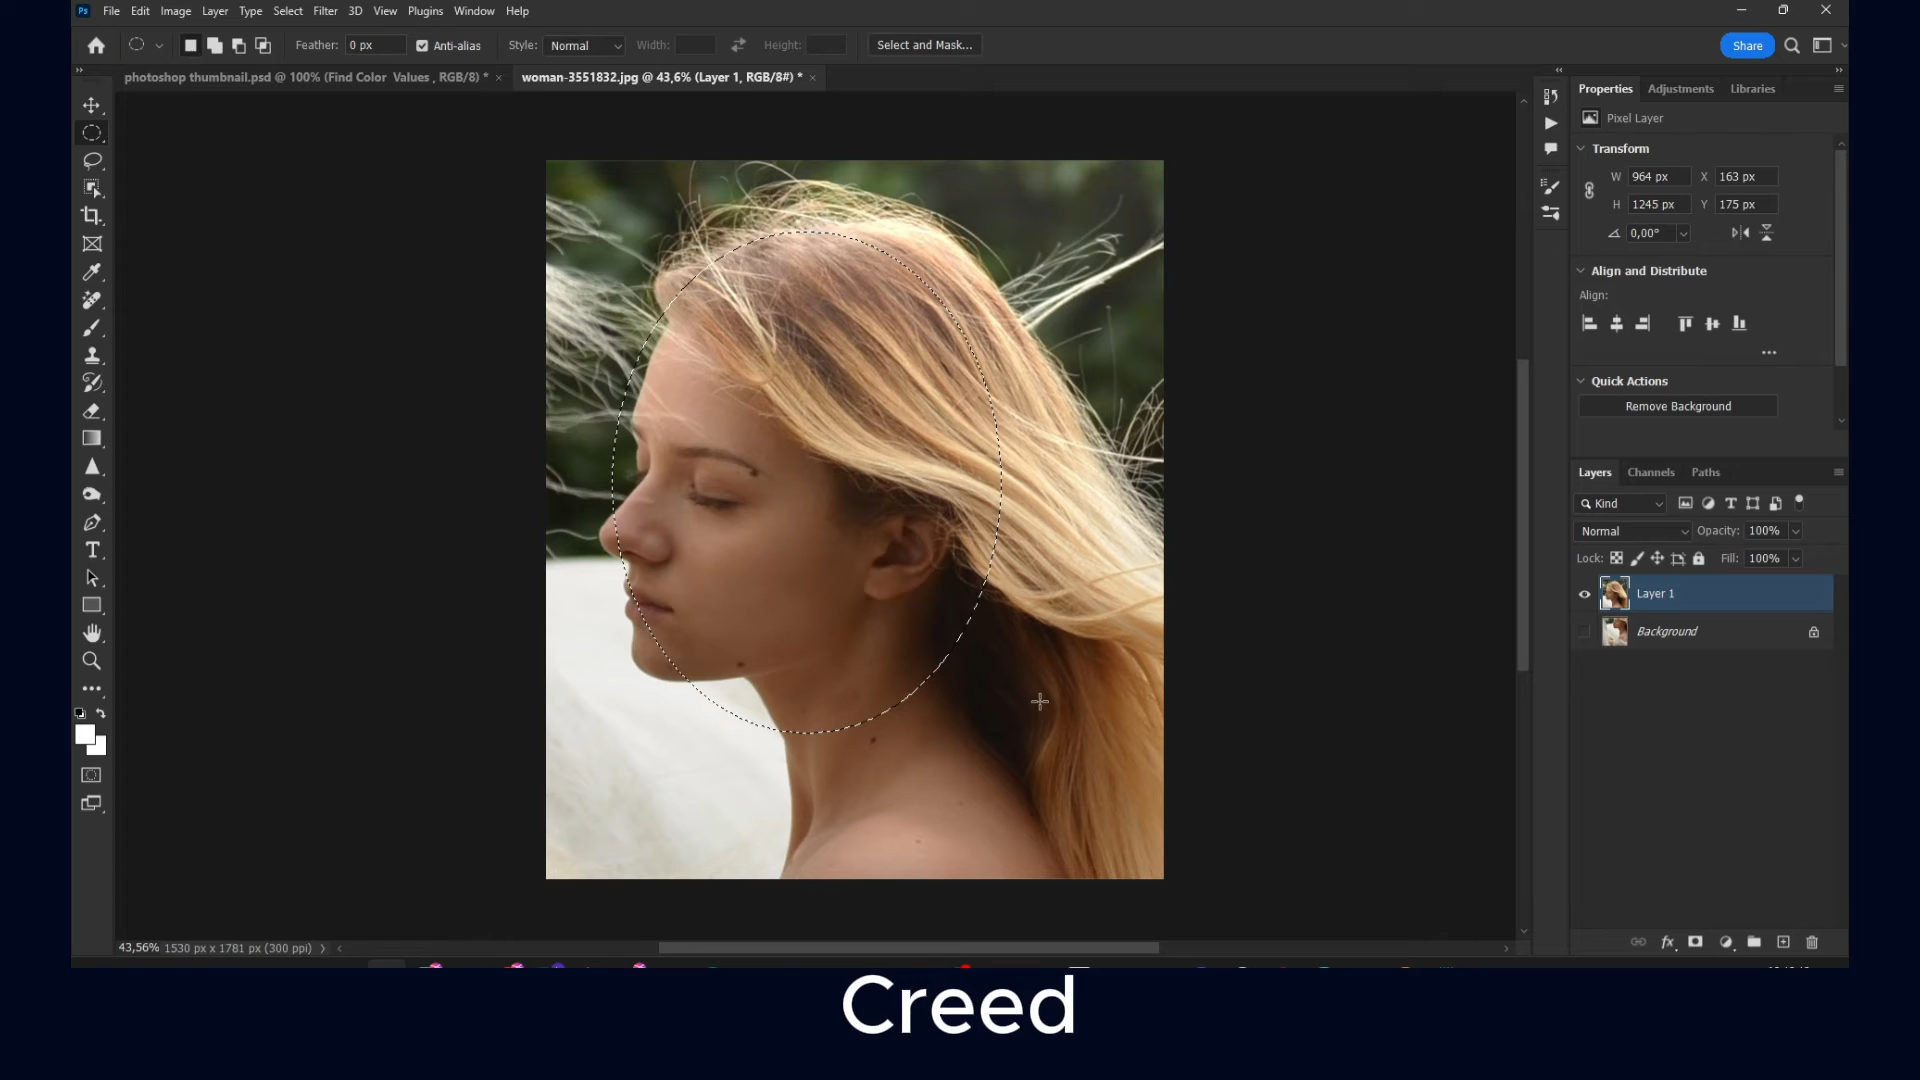 Ps File Edit Image Layer Type Select Filter 3D View Plugins Window Help
Feather: 0 px Anti-alias Style: Normal Width: Height: Select and Mask... Share
photoshop thumbnail.psd @ 100% (Find Color Values , RGB/8) * × woman-3551832.jpg @ 43,6% (Layer 1, RGB/8#) * ×
Properties Adjustments Libraries
Pixel Layer
Transform
W 964 px X 163 px
H 1245 px Y 175 px
0,00°
Align and Distribute
Align:
Quick Actions
Remove Background
Layers Channels Paths
Kind
Normal Opacity: 100%
Lock: Fill: 100%
Layer 1
Background
43,56% 1530 px x 1781 px (300 ppi)
Creed